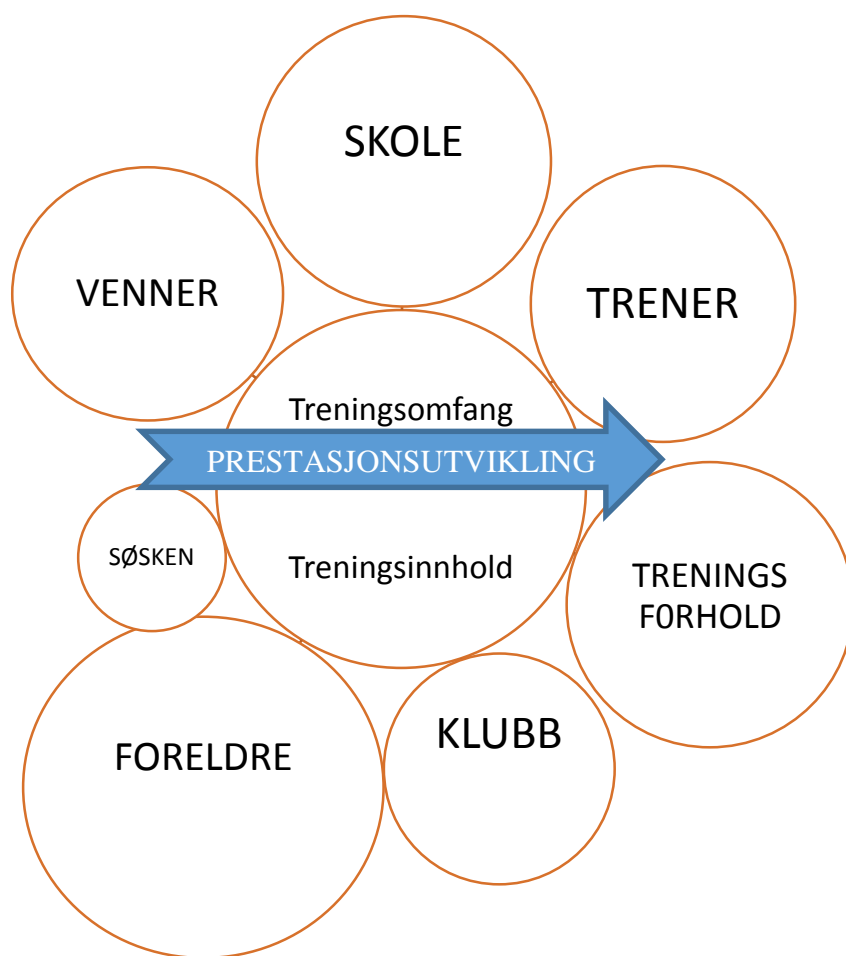 SKOLE
VENNER
TRENER
Treningsomfang
PRESTASJONSUTVIKLING
SØSKEN
Treningsinnhold
TRENINGS
F0RHOLD
FORELDRE
KLUBB